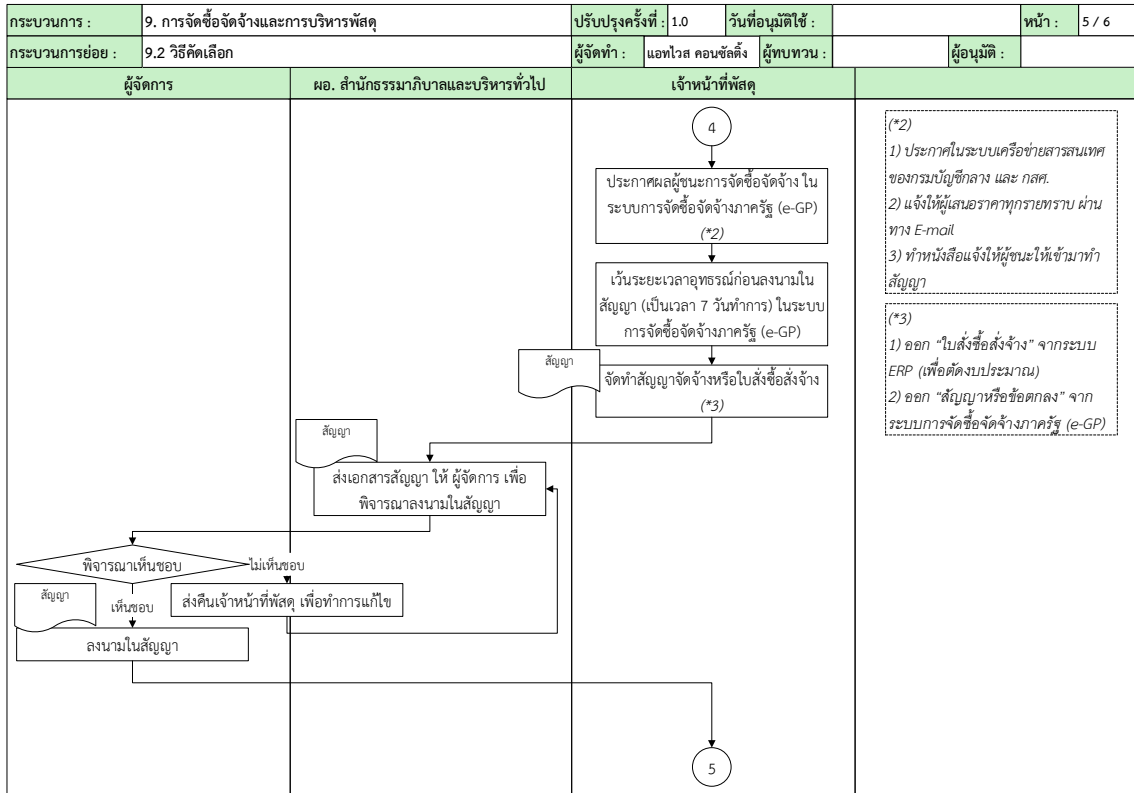 กระบวนการ : 9. การจัดซื้อจัดจ้างและการบริหารพัสดุ ปรับปรุงครั้งที่ : 1.0 วันที่อนุมัติใช้ : หน้า : 5 / 6
กระบวนการย่อย : 9.2 วิธีคัดเลือก ผู้จัดทำ : แอทไวส คอนซัลติ้ง ผู้ทบทวน : ผู้อนุมัติ :
ผู้จัดการ ผอ. สำนักธรรมาภิบาลและบริหารทั่วไป เจ้าหน้าที่พัสดุ
4
ประกาศผลผู้ชนะการจัดซื้อจัดจ้าง ใน
ระบบการจัดซื้อจัดจ้างภาครัฐ (e-GP)
(*2)
เว้นระยะเวลาอุทธรณ์ก่อนลงนามใน
สัญญา (เป็นเวลา 7 วันทำการ) ในระบบ
การจัดซื้อจัดจ้างภาครัฐ (e-GP)
สัญญา
จัดทำสัญญาจัดจ้างหรือใบสั่งซื้อสั่งจ้าง
(*3)
(*2)
1) ประกาศในระบบเครือข่ายสารสนเทศ
ของกรมบัญชีกลาง และ กสศ.
2) แจ้งให้ผู้เสนอราคาทุกรายทราบ ผ่าน
ทาง E-mail
3) ทำหนังสือแจ้งให้ผู้ชนะให้เข้ามาทำ
สัญญา
(*3)
1) ออก “ใบสั่งซื้อสั่งจ้าง” จากระบบ
ERP (เพื่อตัดงบประมาณ)
2) ออก “สัญญาหรือข้อตกลง” จาก
ระบบการจัดซื้อจัดจ้างภาครัฐ (e-GP)
สัญญา
ส่งเอกสารสัญญา ให้ ผู้จัดการ เพื่อ
พิจารณาลงนามในสัญญา
พิจารณาเห็นชอบ
ไม่เห็นชอบ
สัญญา
เห็นชอบ
ส่งคืนเจ้าหน้าที่พัสดุ เพื่อทำการแก้ไข
ลงนามในสัญญา
5